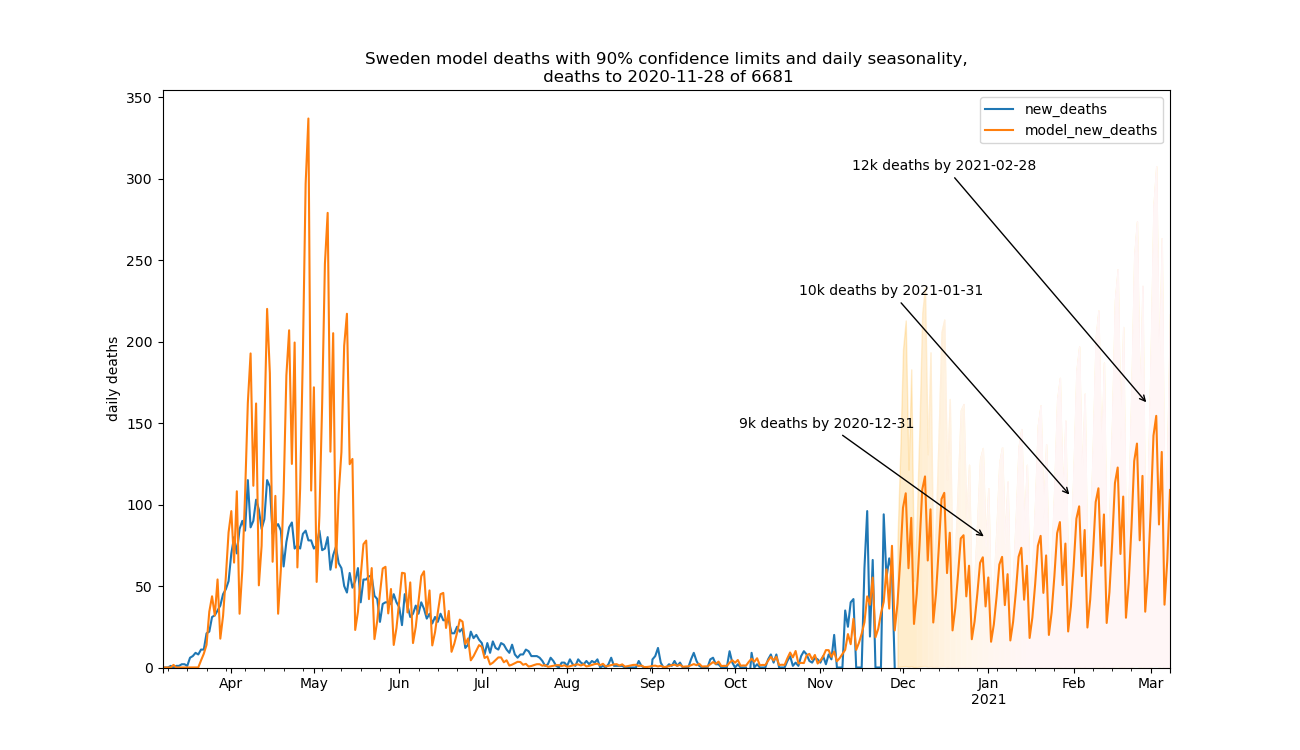 Sweden model deaths with 90% confidence limits and daily seasonality,
deaths to 2020-11-28 of 6681
350
300
250
200
150
100
50
0
daily deaths
new_deaths
model_new_deaths
12k deaths by 2021-02-28
10k deaths by 2021-01-31
9k deaths by 2020-12-31
Apr May Jun Jul Aug Sep Oct Nov Dec Jan Feb Mar
2021